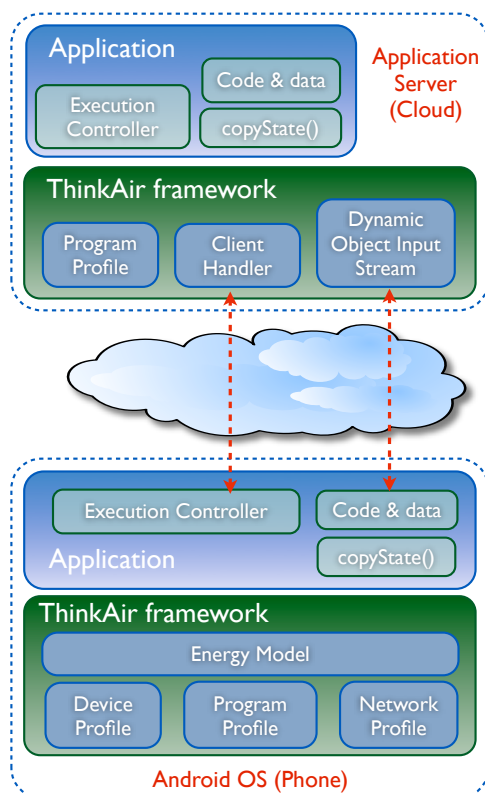 Application
Application
Server
(Cloud)
Code & data
Execution
Controller
copyState()
ThinkAir framework
Program
Profile
Client
Handler
Dynamic
Object Input
Stream
Execution Controller
Code & data
Application
copyState()
ThinkAir framework
Energy Model
Device
Profile
Program
Profile
Network
Profile
Android OS (Phone)